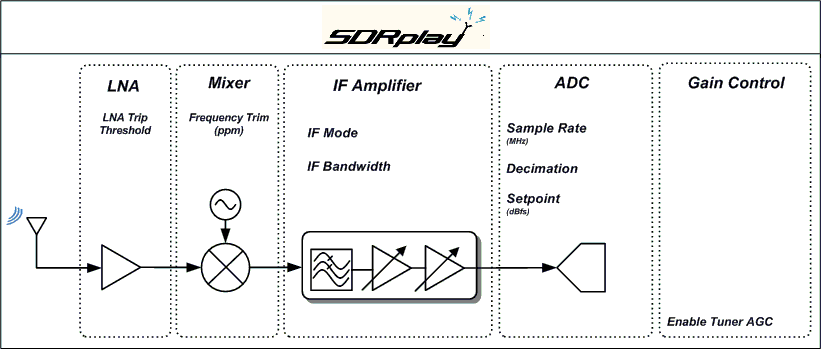 SDRplay
LNA
Mixer
IF Amplifier
ADC
Gain Control
LNA Trip
Threshold
Frequency Trim
(ppm)
IF Mode
IF Bandwidth
Sample Rate
(MHz)
Decimation
Setpoint
(dBfs)
Enable Tuner AGC